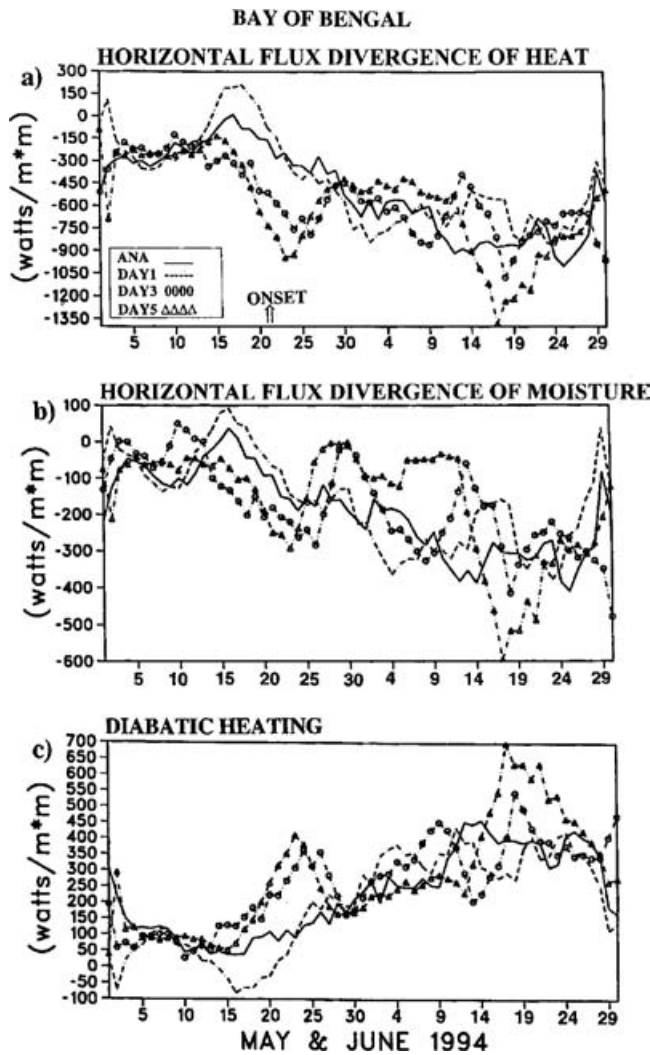 BAY OF BENGAL
HORIZONTAL FLUX DIVERGENCE OF HEAT
a)
300
150
0
-150
-300
-450
-600
-750
-900
-1050
-1200
-1350
(watts/m*m)
ANA
DAY1
DAY3 0000
DAY5 ΔΔΔΔ
ONSET
⇑
5 10 15 20 25 30 4 9 14 19 24 29
HORIZONTAL FLUX DIVERGENCE OF MOISTURE
b)
100
0
-100
-200
-300
-400
-500
-600
(watts/m*m)
5 10 15 20 25 30 4 9 14 19 24 29
DIABATIC HEATING
c)
700
650
600
550
500
450
400
350
300
250
200
150
100
50
0
-50
-100
(watts/m*m)
5 10 15 20 25 30 4 9 14 19 24 29
MAY & JUNE 1994